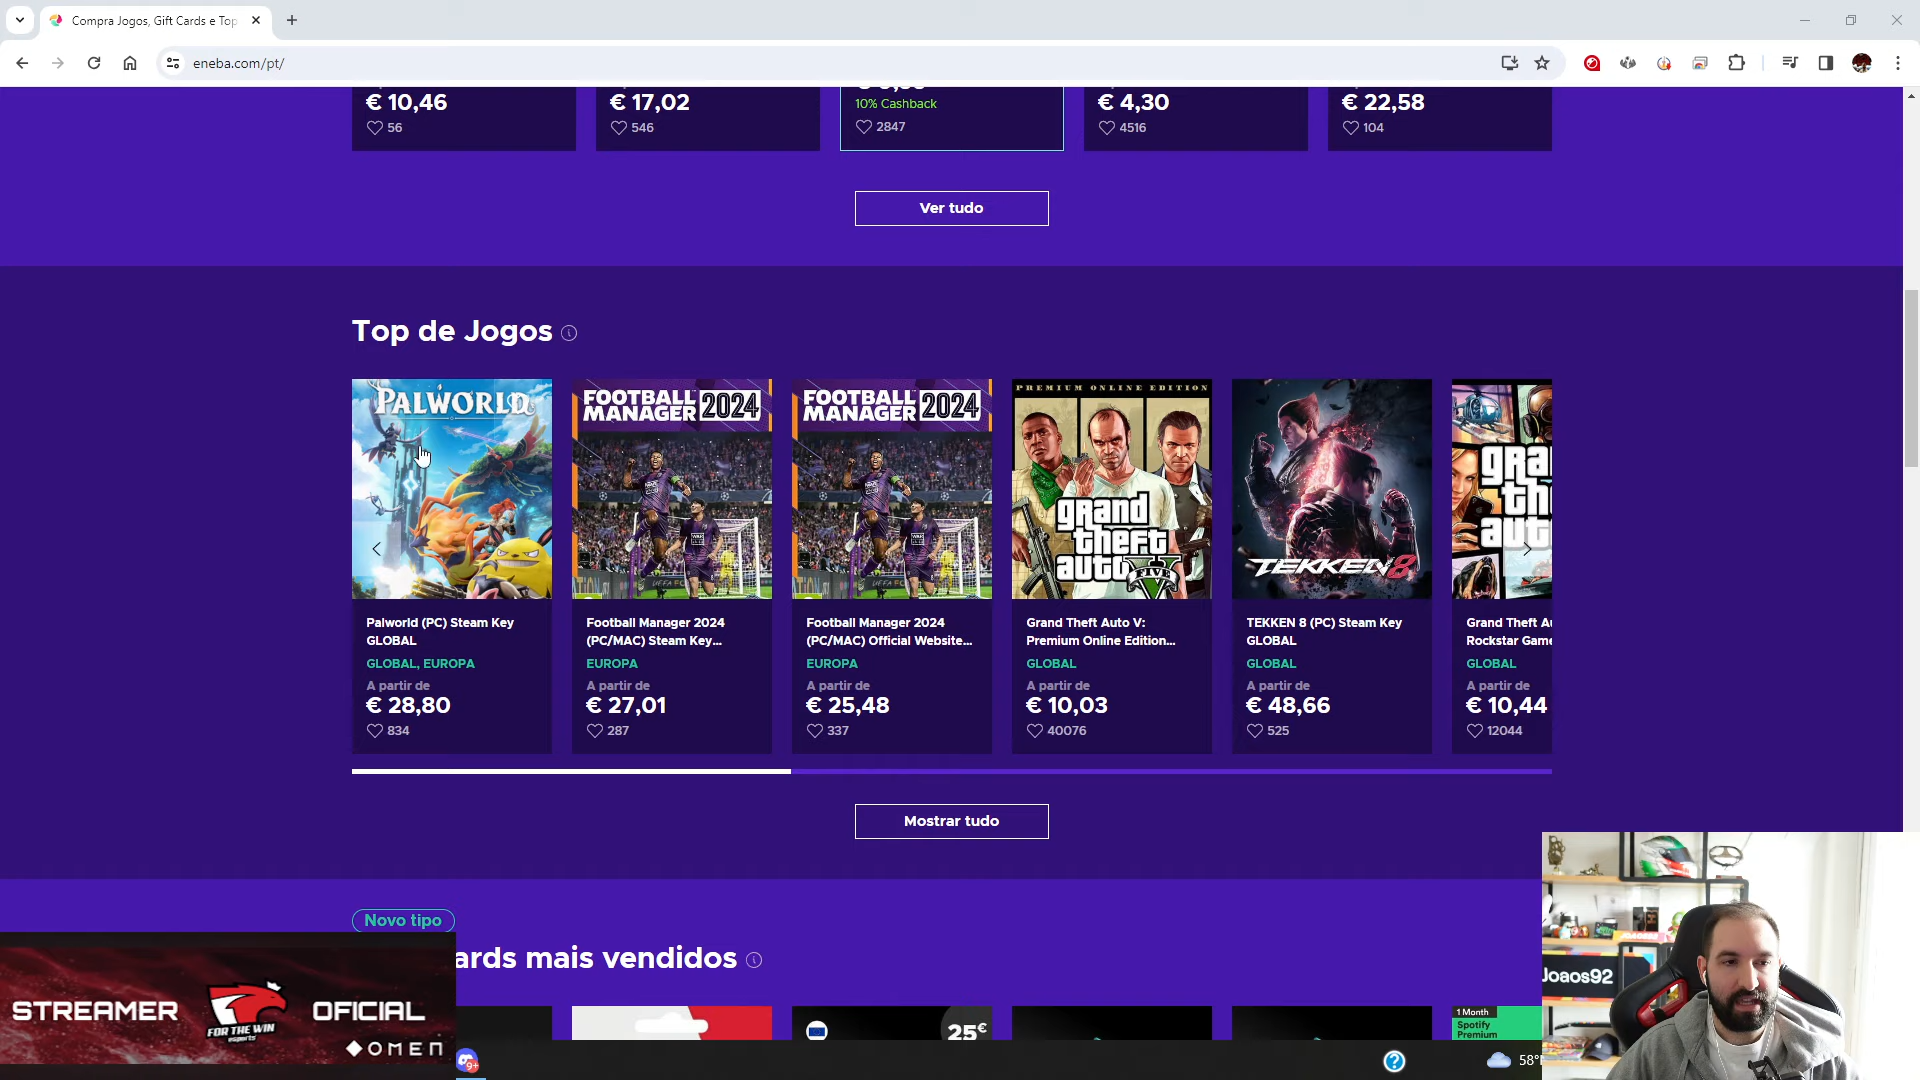 Compra Jogos, Gift Cards e Top
eneba.com/pt/
€ 10,46
56
€ 17,02
546
10% Cashback
2847
€ 4,30
4516
€ 22,58
104
Ver tudo
Top de Jogos
PALWORLD
FOOTBALL
MANAGER 2024
FOOTBALL
MANAGER 2024
PREMIUM ONLINE EDITION
grand
theft
auto
FIVE
TEKKEN 8
gra
th
aut
Palworld (PC) Steam Key
GLOBAL
GLOBAL, EUROPA
A partir de
€ 28,80
834
Football Manager 2024
(PC/MAC) Steam Key...
EUROPA
A partir de
€ 27,01
287
Football Manager 2024
(PC/MAC) Official Website...
EUROPA
A partir de
€ 25,48
337
Grand Theft Auto V:
Premium Online Edition...
GLOBAL
A partir de
€ 10,03
40076
TEKKEN 8 (PC) Steam Key
GLOBAL
GLOBAL
A partir de
€ 48,66
525
Grand Theft Au
Rockstar Game
GLOBAL
A partir de
€ 10,44
12044
Mostrar tudo
Novo tipo
ards mais vendidos
25€
1 Month
Spotify
Premium
STREAMER
FOR THE WIN
esports
OFICIAL
OMEN
9+
58°
Joaos92